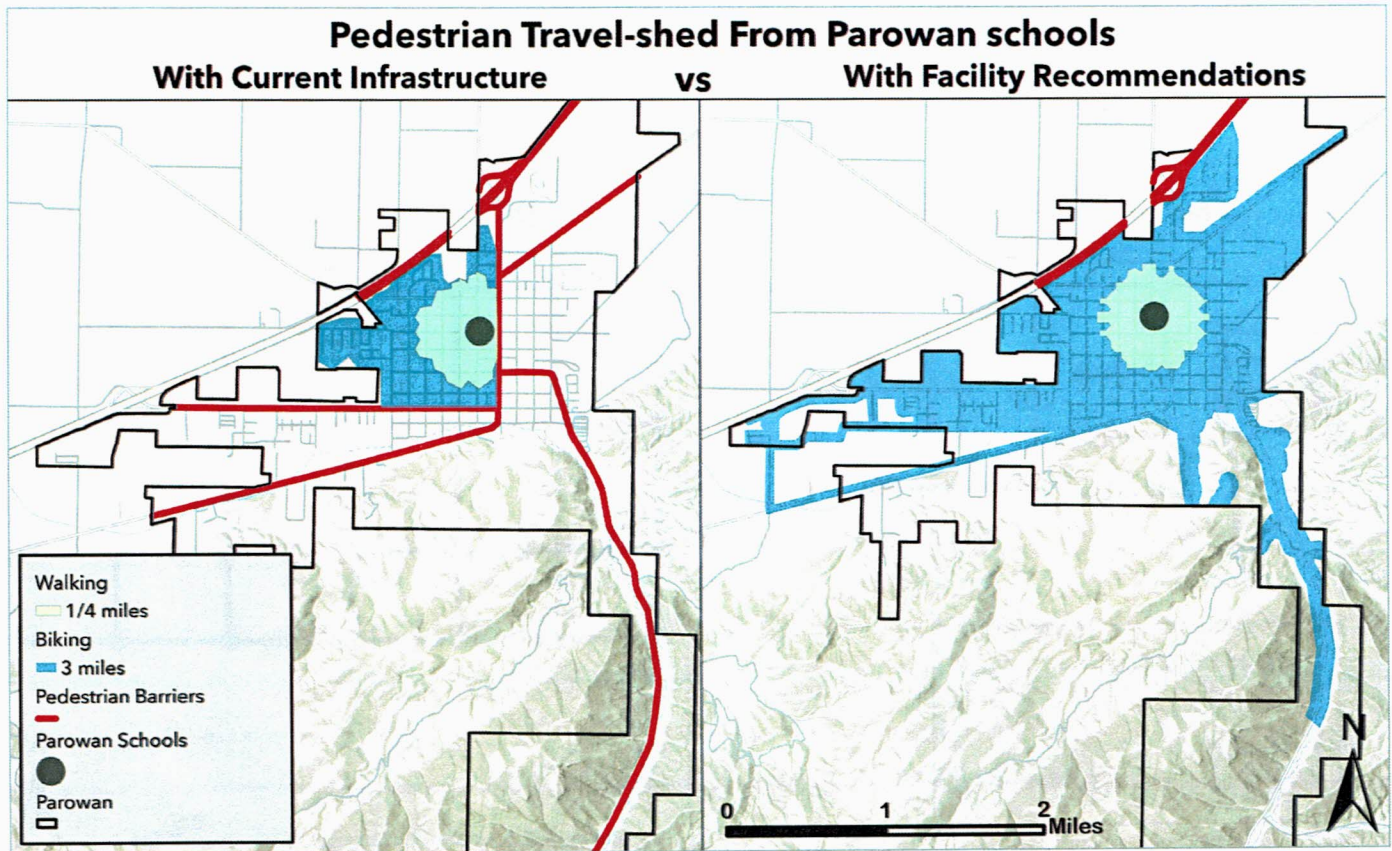 Pedestrian Travel-shed From Parowan schools
With Current Infrastructure vs With Facility Recommendations
Walking
1/4 miles
Biking
3 miles
Pedestrian Barriers
Parowan Schools
Parowan
0 1 2 Miles
N